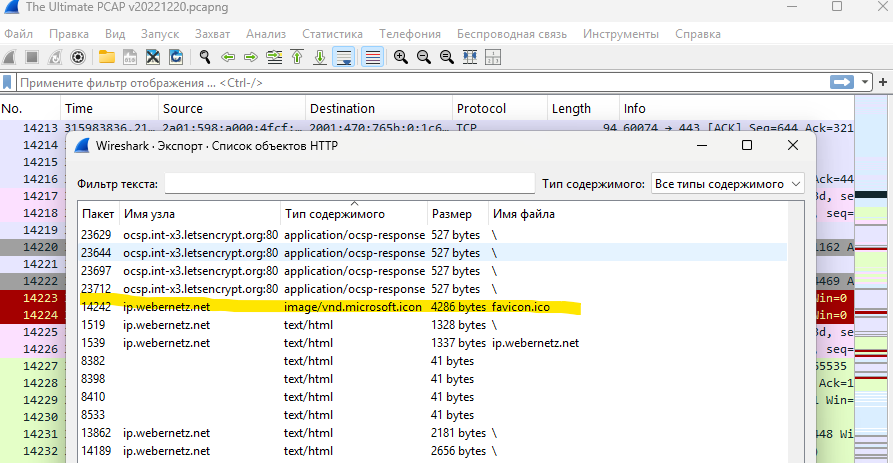 The Ultimate PCAP v20221220.pcapng
Файл Правка Вид Запуск Захват Анализ Статистика Телефония Беспроводная связь Инструменты Справка
Примените фильтр отображения ... <Ctrl-/>
No. Time Source Destination Protocol Length Info
14213 315983836.21... 2a01:598:a000:4fcf:... 2001:470:765b:0:1c6... TCP 94 60074 → 443 [ACK] Seq=644 Ack=321
14214
Wireshark · Экспорт · Список объектов HTTP
14215
14216 Ack=44
Фильтр текста: Тип содержимого: Все типы содержимого
14217 3d, se
14218 , seq=
Пакет Имя узла Тип содержимого Размер Имя файла
14219
23629 ocsp.int-x3.letsencrypt.org:80 application/ocsp-response 527 bytes \
14220 1162 A
23644 ocsp.int-x3.letsencrypt.org:80 application/ocsp-response 527 bytes \
14221
23697 ocsp.int-x3.letsencrypt.org:80 application/ocsp-response 527 bytes \
14222 4469 A
23712 ocsp.int-x3.letsencrypt.org:80 application/ocsp-response 527 bytes \
14223 Win=0
14242 ip.webernetz.net image/vnd.microsoft.icon 4286 bytes favicon.ico
14224 Win=0
1519 ip.webernetz.net text/html 1328 bytes \
14225 3d, se
1539 ip.webernetz.net text/html 1337 bytes ip.webernetz.net
14226 , seq=
8382 text/html 41 bytes
14227 65535
8398 text/html 41 bytes
14228 Ack=1
8410 text/html 41 bytes
14229 1 Win=
8533 text/html 41 bytes
14230
13862 ip.webernetz.net text/html 2181 bytes \
14231 448 Wi
14189 ip.webernetz.net text/html 2656 bytes \
14232